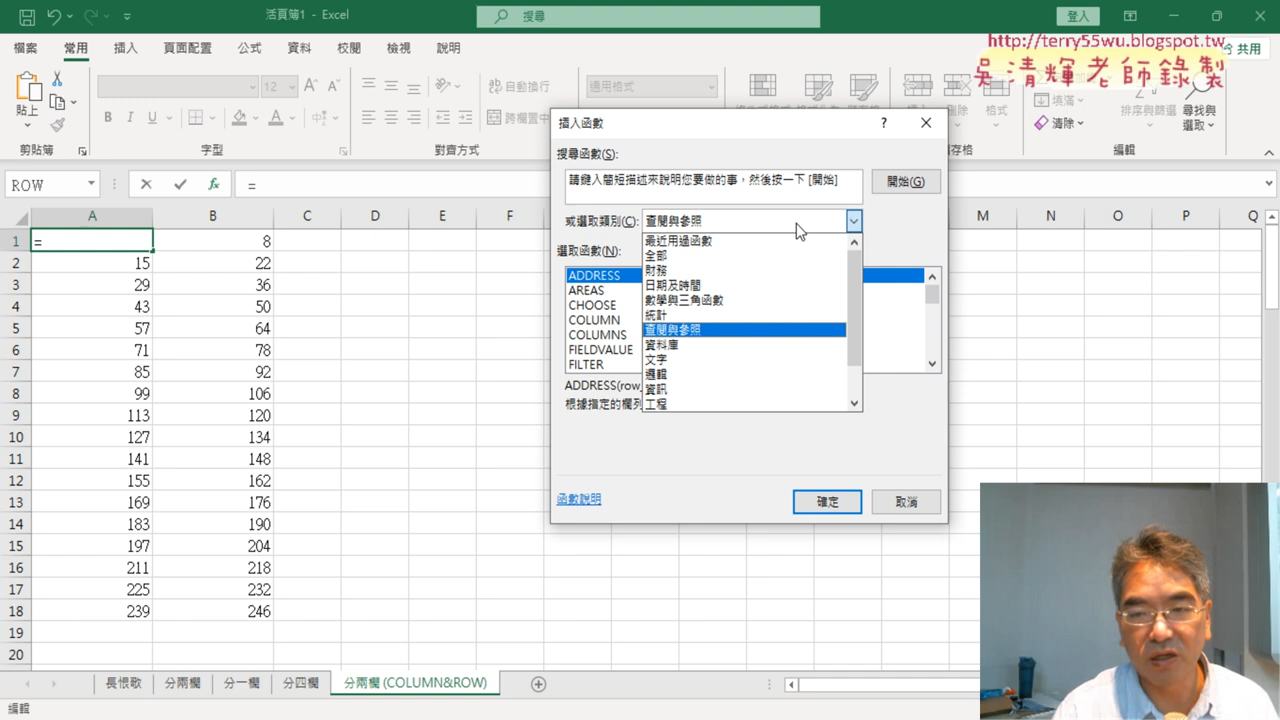 活頁簿1 - Excel
搜尋
登入
http://terry55wu.blogspot.tw
吳清輝老師錄製
檔案 常用 插入 頁面配置 公式 資料 校閱 檢視 說明
共用
貼上
12
自動換行
通用格式
跨欄置中
刪除
格式
填滿
清除
排序與篩選
尋找與
選取
剪貼簿
字型
對齊方式
儲存格
編輯
ROW
=
插入函數
搜尋函數(S):
請鍵入簡短描述來說明您要做的事，然後按一下 [開始]
開始(G)
或選取類別(C):
查閱與參照
最近用過函數
全部
財務
日期及時間
數學與三角函數
統計
查閱與參照
資料庫
文字
邏輯
資訊
工程
選取函數(N):
ADDRESS
AREAS
CHOOSE
COLUMN
COLUMNS
FIELDVALUE
FILTER
ADDRESS(row_
根據指定的欄列
函數說明
確定
取消
A B C D E F M N O P Q
1 = 8
2 15 22
3 29 36
4 43 50
5 57 64
6 71 78
7 85 92
8 99 106
9 113 120
10 127 134
11 141 148
12 155 162
13 169 176
14 183 190
15 197 204
16 211 218
17 225 232
18 239 246
19
20
長恨歌 分兩欄 分一欄 分四欄 分兩欄 (COLUMN&ROW)
編輯